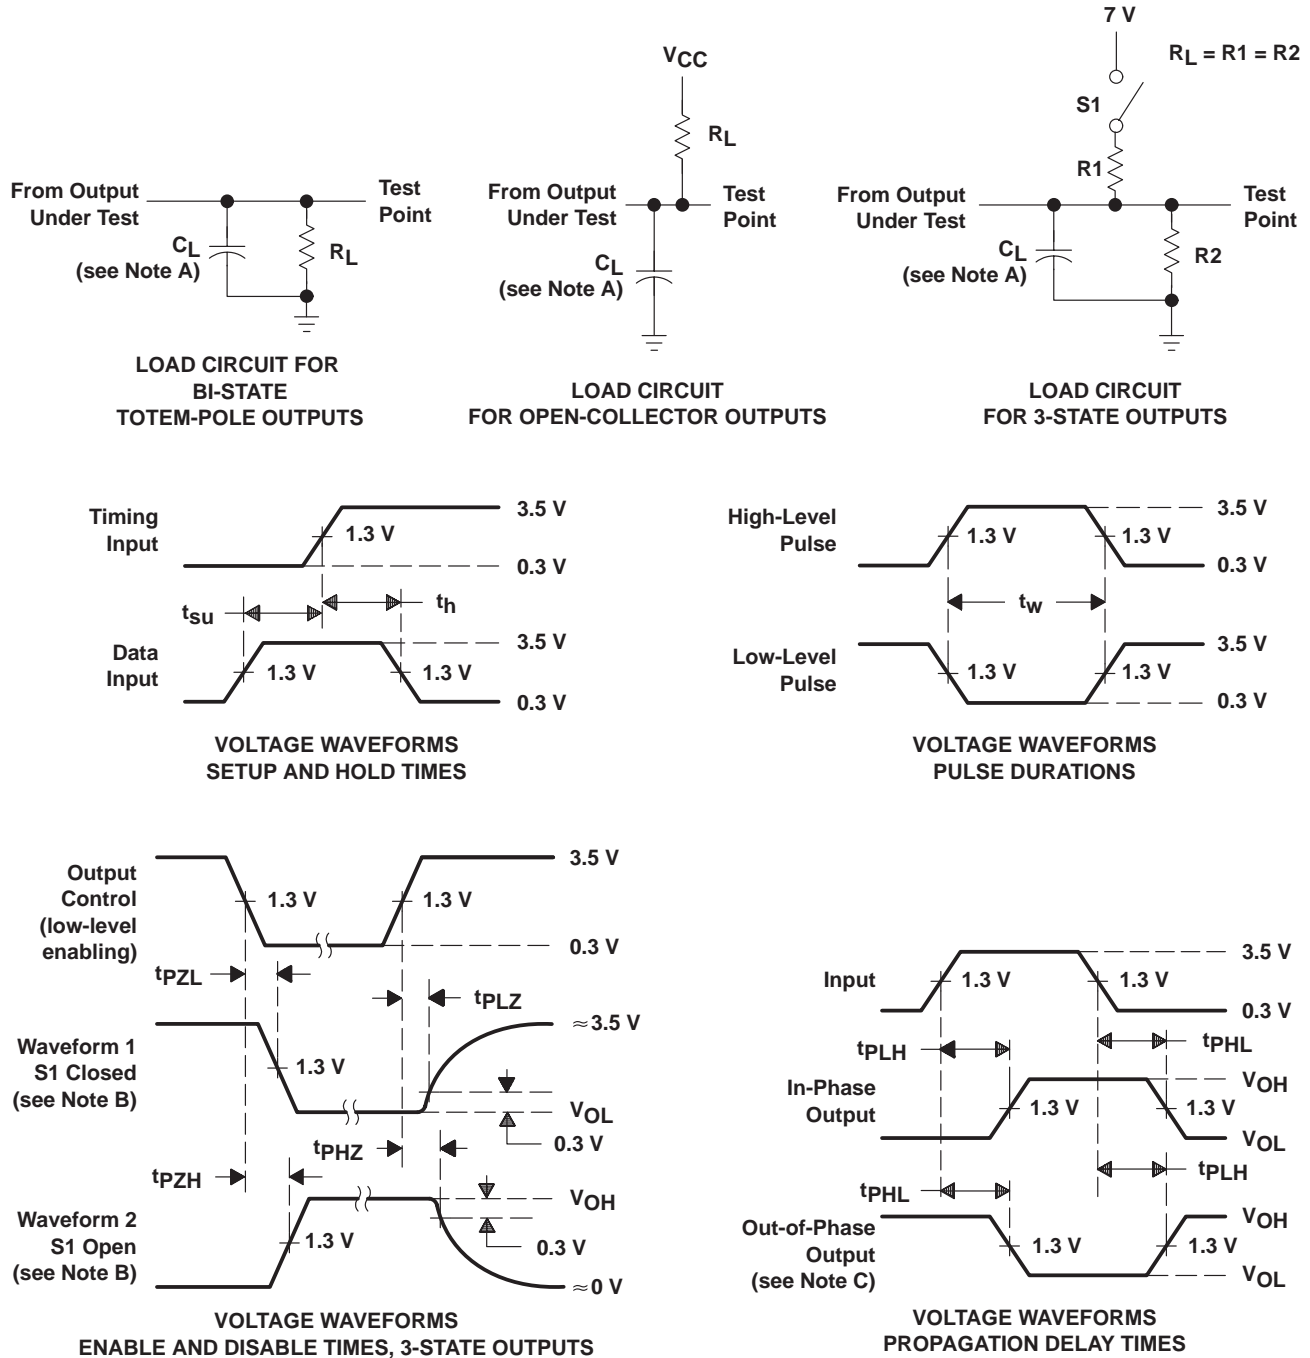 From Output
Under Test
Test
Point
CL
(see Note A)
RL
LOAD CIRCUIT FOR
BI-STATE
TOTEM-POLE OUTPUTS
VCC
RL
From Output
Under Test
Test
Point
CL
(see Note A)
LOAD CIRCUIT
FOR OPEN-COLLECTOR OUTPUTS
7 V
RL = R1 = R2
S1
R1
From Output
Under Test
Test
Point
CL
(see Note A)
R2
LOAD CIRCUIT
FOR 3-STATE OUTPUTS
Timing
Input
1.3 V
3.5 V
0.3 V
tsu
th
Data
Input
1.3 V
1.3 V
3.5 V
0.3 V
VOLTAGE WAVEFORMS
SETUP AND HOLD TIMES
High-Level
Pulse
1.3 V
1.3 V
3.5 V
0.3 V
tw
Low-Level
Pulse
1.3 V
1.3 V
3.5 V
0.3 V
VOLTAGE WAVEFORMS
PULSE DURATIONS
Output
Control
(low-level
enabling)
1.3 V
1.3 V
3.5 V
0.3 V
tPZL
tPLZ
Waveform 1
S1 Closed
(see Note B)
1.3 V
≈3.5 V
VOL
0.3 V
tPHZ
tPZH
Waveform 2
S1 Open
(see Note B)
1.3 V
VOH
0.3 V
≈0 V
VOLTAGE WAVEFORMS
ENABLE AND DISABLE TIMES, 3-STATE OUTPUTS
Input
1.3 V
1.3 V
3.5 V
0.3 V
tPLH
tPHL
In-Phase
Output
1.3 V
1.3 V
VOH
VOL
tPHL
tPLH
Out-of-Phase
Output
(see Note C)
1.3 V
1.3 V
VOH
VOL
VOLTAGE WAVEFORMS
PROPAGATION DELAY TIMES